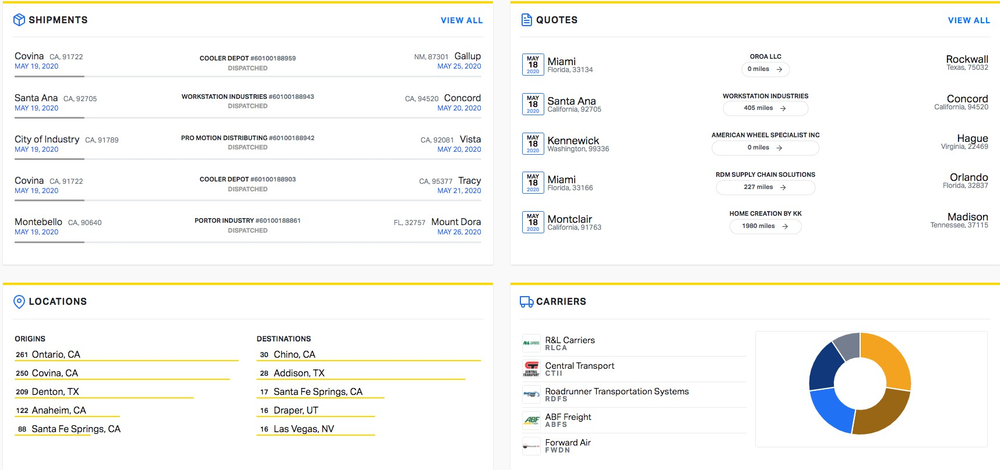 SHIPMENTS VIEW ALL
Covina CA, 91722 COOLER DEPOT #60100188959 NM, 87301 Gallup
MAY 19, 2020 DISPATCHED MAY 25, 2020
Santa Ana CA, 92705 WORKSTATION INDUSTRIES #60100188943 CA, 94520 Concord
MAY 19, 2020 DISPATCHED MAY 20, 2020
City of Industry CA, 91789 PRO MOTION DISTRIBUTING #60100188942 CA, 92081 Vista
MAY 19, 2020 DISPATCHED MAY 20, 2020
Covina CA, 91722 COOLER DEPOT #60100188903 CA, 95377 Tracy
MAY 19, 2020 DISPATCHED MAY 21, 2020
Montebello CA, 90640 PORTOR INDUSTRY #60100188861 FL, 32757 Mount Dora
MAY 19, 2020 DISPATCHED MAY 26, 2020
QUOTES VIEW ALL
MAY
18
2020
Miami
Florida, 33134
OROA LLC
0 miles →
Rockwall
Texas, 75032
MAY
18
2020
Santa Ana
California, 92705
WORKSTATION INDUSTRIES
405 miles →
Concord
California, 94520
MAY
18
2020
Kennewick
Washington, 99336
AMERICAN WHEEL SPECIALIST INC
0 miles →
Hague
Virginia, 22469
MAY
18
2020
Miami
Florida, 33166
RDM SUPPLY CHAIN SOLUTIONS
227 miles →
Orlando
Florida, 32837
MAY
18
2020
Montclair
California, 91763
HOME CREATION BY KK
1980 miles →
Madison
Tennessee, 37115
LOCATIONS
ORIGINS
261 Ontario, CA
250 Covina, CA
209 Denton, TX
122 Anaheim, CA
88 Santa Fe Springs, CA
DESTINATIONS
30 Chino, CA
28 Addison, TX
17 Santa Fe Springs, CA
16 Draper, UT
16 Las Vegas, NV
CARRIERS
R&L CARRIERS
R&L Carriers
RLCA
CENTRAL
TRANSPORT
Central Transport
CTII
Roadrunner Transportation Systems
RDFS
ABF
ABF Freight
ABFS
Forward Air
FWDN